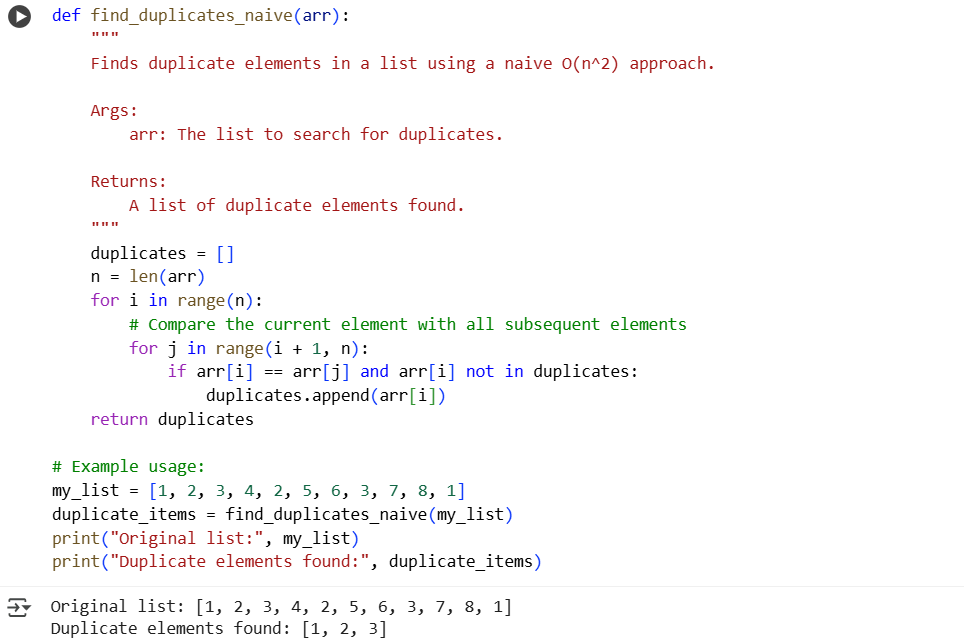 def find_duplicates_naive(arr):
    """
    Finds duplicate elements in a list using a naive O(n^2) approach.

    Args:
        arr: The list to search for duplicates.

    Returns:
        A list of duplicate elements found.
    """
    duplicates = []
    n = len(arr)
    for i in range(n):
        # Compare the current element with all subsequent elements
        for j in range(i + 1, n):
            if arr[i] == arr[j] and arr[i] not in duplicates:
                duplicates.append(arr[i])
    return duplicates

# Example usage:
my_list = [1, 2, 3, 4, 2, 5, 6, 3, 7, 8, 1]
duplicate_items = find_duplicates_naive(my_list)
print("Original list:", my_list)
print("Duplicate elements found:", duplicate_items)
Original list: [1, 2, 3, 4, 2, 5, 6, 3, 7, 8, 1]
Duplicate elements found: [1, 2, 3]